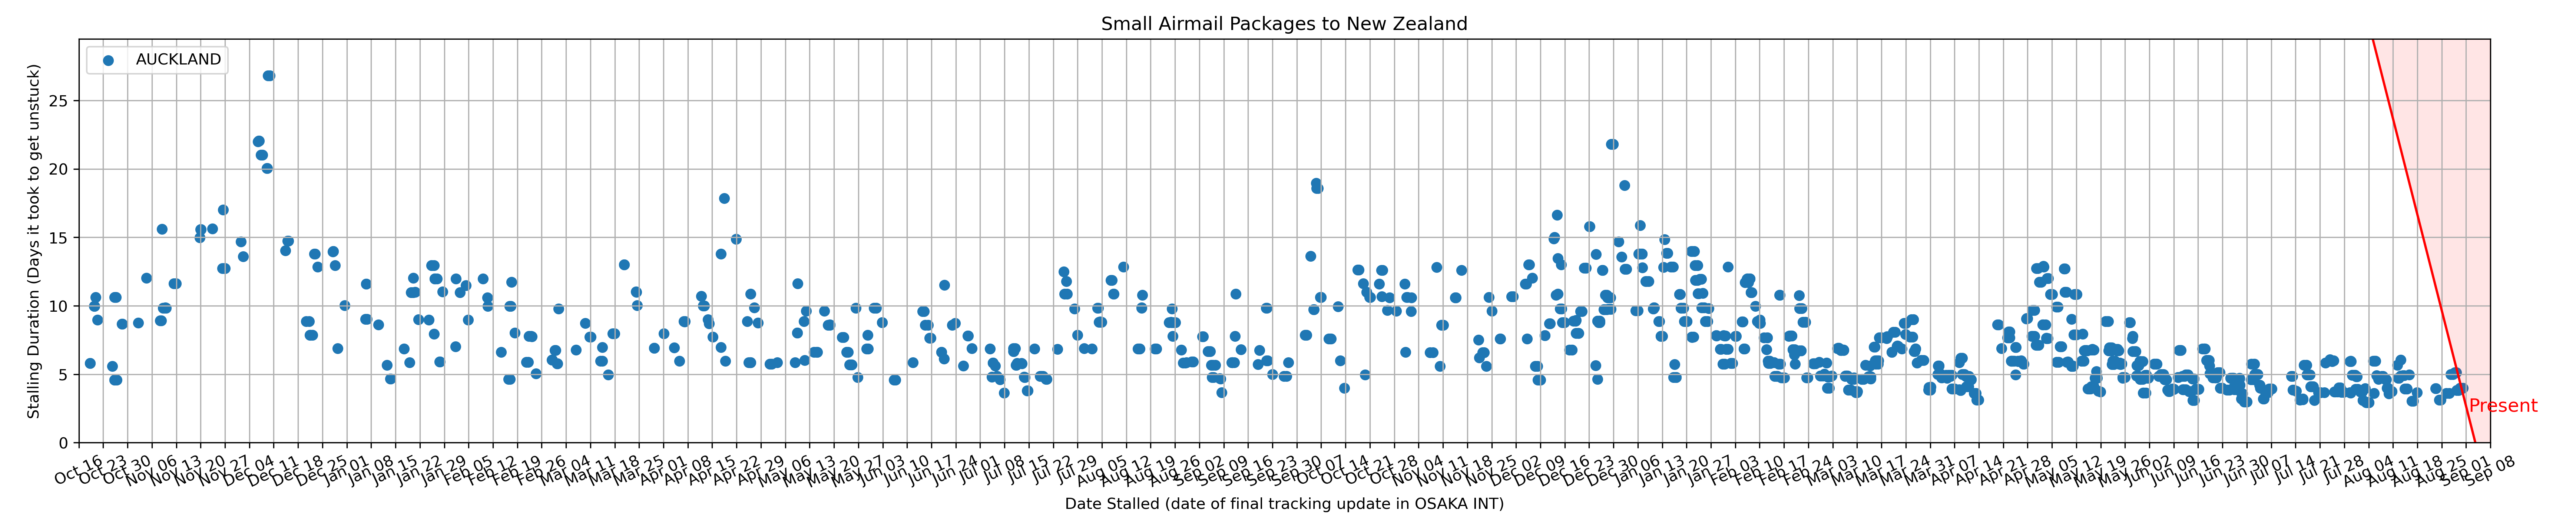 Small Airmail Packages to New Zealand
AUCKLAND
Stalling Duration (Days it took to get unstuck)
25
20
15
10
5
0
Present
Oct 16 Oct 23 Oct 30 Nov 06 Nov 13 Nov 20 Nov 27 Dec 04 Dec 11 Dec 18 Dec 25 Jan 01 Jan 08 Jan 15 Jan 22 Jan 29 Feb 05 Feb 12 Feb 19 Feb 26 Mar 04 Mar 11 Mar 18 Mar 25 Apr 01 Apr 08 Apr 15 Apr 22 Apr 29 May 06 May 13 May 20 May 27 Jun 03 Jun 10 Jun 17 Jun 24 Jul 01 Jul 08 Jul 15 Jul 22 Jul 29 Aug 05 Aug 12 Aug 19 Aug 26 Sep 02 Sep 09 Sep 16 Sep 23 Sep 30 Oct 07 Oct 14 Oct 21 Oct 28 Nov 04 Nov 11 Nov 18 Nov 25 Dec 02 Dec 09 Dec 16 Dec 23 Dec 30 Jan 06 Jan 13 Jan 20 Jan 27 Feb 03 Feb 10 Feb 17 Feb 24 Mar 03 Mar 10 Mar 17 Mar 24 Mar 31 Apr 07 Apr 14 Apr 21 Apr 28 May 05 May 12 May 19 May 26 Jun 02 Jun 09 Jun 16 Jun 23 Jun 30 Jul 07 Jul 14 Jul 21 Jul 28 Aug 04 Aug 11 Aug 18 Aug 25 Sep 01 Sep 08
Date Stalled (date of final tracking update in OSAKA INT)